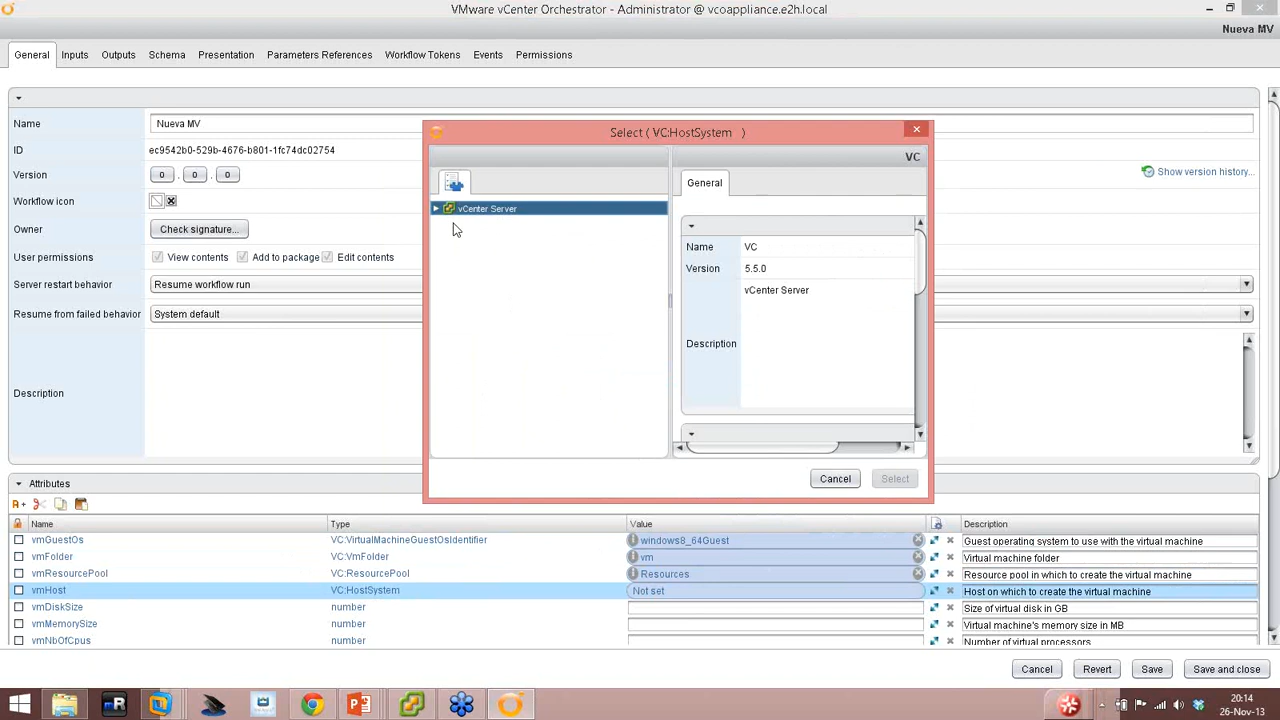 VMware vCenter Orchestrator - Administrator @ vcoappliance.e2h.local
Nueva MV
General Inputs Outputs Schema Presentation Parameters References Workflow Tokens Events Permissions
Name Nueva MV
ID ec9542b0-529b-4676-b801-1fc74dc02754
Version 0 . 0 . 0 Show version history...
Workflow icon
Owner Check signature...
User permissions View contents Add to package Edit contents
Server restart behavior Resume workflow run
Resume from failed behavior System default
Description
Select ( VC:HostSystem )
VC
General
vCenter Server
Name VC
Version 5.5.0
vCenter Server
Description
Cancel Select
Attributes
Name Type Value Description
vmGuestOs VC:VirtualMachineGuestOsIdentifier windows8_64Guest Guest operating system to use with the virtual machine
vmFolder VC:VmFolder vm Virtual machine folder
vmResourcePool VC:ResourcePool Resources Resource pool in which to create the virtual machine
vmHost VC:HostSystem Not set Host on which to create the virtual machine
vmDiskSize number Size of virtual disk in GB
vmMemorySize number Virtual machine's memory size in MB
vmNbOfCpus number Number of virtual processors
Cancel Revert Save Save and close
20:14
26-Nov-13